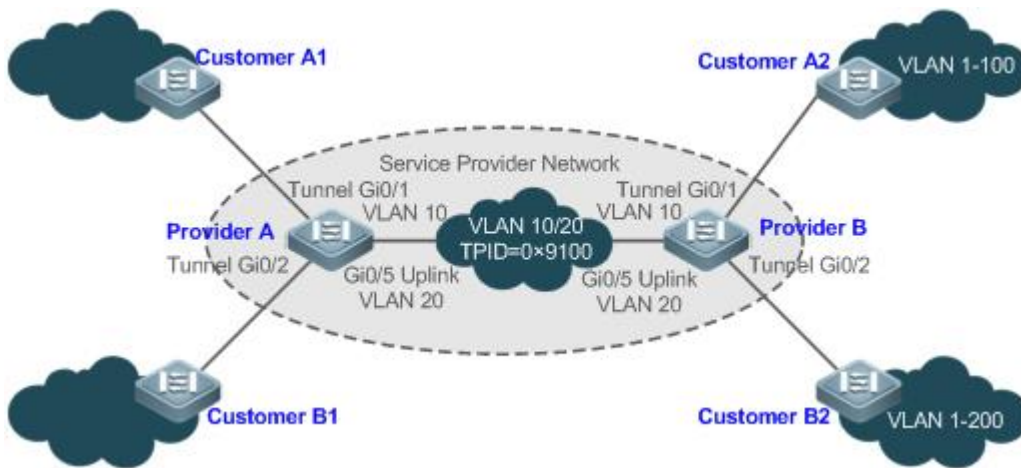 Customer A1
Customer A2
VLAN 1-100
Service Provider Network
Tunnel Gi0/1
VLAN 10
Tunnel Gi0/1
VLAN 10
Provider A
VLAN 10/20
TPID=0×9100
Provider B
Tunnel Gi0/2
Gi0/5 Uplink
VLAN 20
Gi0/5 Uplink
VLAN 20
Tunnel Gi0/2
Customer B1
Customer B2
VLAN 1-200